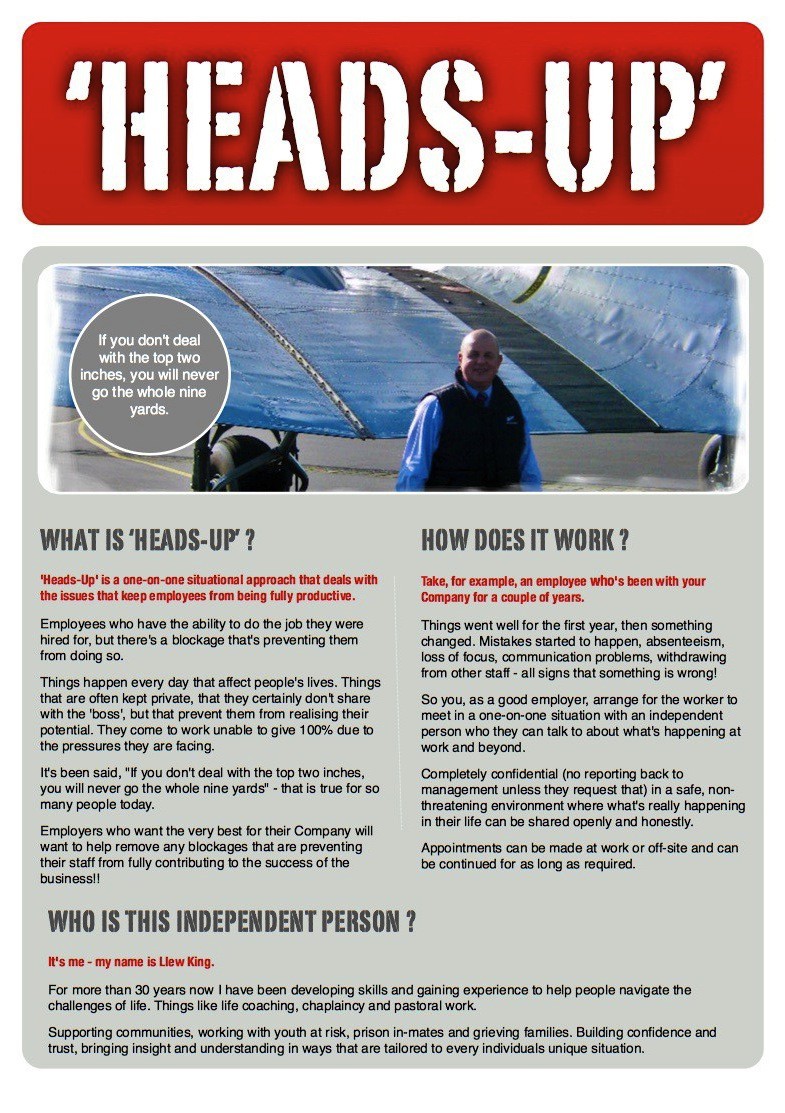 'HEADS-UP'
If you don't deal
with the top two
inches, you will never
go the whole nine
yards.
WHAT IS 'HEADS-UP' ?
'Heads-Up' is a one-on-one situational approach that deals with
the issues that keep employees from being fully productive.
Employees who have the ability to do the job they were
hired for, but there's a blockage that's preventing them
from doing so.
Things happen every day that affect people's lives. Things
that are often kept private, that they certainly don't share
with the 'boss', but that prevent them from realising their
potential. They come to work unable to give 100% due to
the pressures they are facing.
It's been said, "If you don't deal with the top two inches,
you will never go the whole nine yards" - that is true for so
many people today.
Employers who want the very best for their Company will
want to help remove any blockages that are preventing
their staff from fully contributing to the success of the
business!!
HOW DOES IT WORK ?
Take, for example, an employee who's been with your
Company for a couple of years.
Things went well for the first year, then something
changed. Mistakes started to happen, absenteeism,
loss of focus, communication problems, withdrawing
from other staff - all signs that something is wrong!
So you, as a good employer, arrange for the worker to
meet in a one-on-one situation with an independent
person who they can talk to about what's happening at
work and beyond.
Completely confidential (no reporting back to
management unless they request that) in a safe, non-
threatening environment where what's really happening
in their life can be shared openly and honestly.
Appointments can be made at work or off-site and can
be continued for as long as required.
WHO IS THIS INDEPENDENT PERSON ?
It's me - my name is Llew King.
For more than 30 years now I have been developing skills and gaining experience to help people navigate the
challenges of life. Things like life coaching, chaplaincy and pastoral work.
Supporting communities, working with youth at risk, prison in-mates and grieving families. Building confidence and
trust, bringing insight and understanding in ways that are tailored to every individuals unique situation.